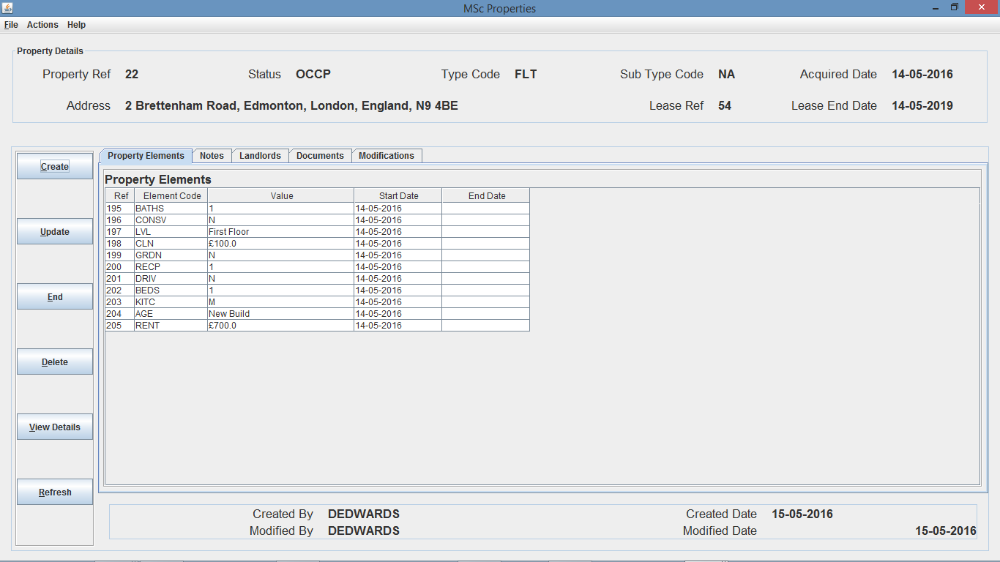 MSc Properties
File Actions Help
Property Details
Property Ref 22 Status OCCP Type Code FLT Sub Type Code NA Acquired Date 14-05-2016
Address 2 Brettenham Road, Edmonton, London, England, N9 4BE Lease Ref 54 Lease End Date 14-05-2019
Create
Update
End
Delete
View Details
Refresh
Property Elements Notes Landlords Documents Modifications
Property Elements
Ref Element Code Value Start Date End Date
195 BATHS 1 14-05-2016
196 CONSV N 14-05-2016
197 LVL First Floor 14-05-2016
198 CLN £100.0 14-05-2016
199 GRDN N 14-05-2016
200 RECP 1 14-05-2016
201 DRIV N 14-05-2016
202 BEDS 1 14-05-2016
203 KITC M 14-05-2016
204 AGE New Build 14-05-2016
205 RENT £700.0 14-05-2016
Created By DEDWARDS Created Date 15-05-2016
Modified By DEDWARDS Modified Date 15-05-2016